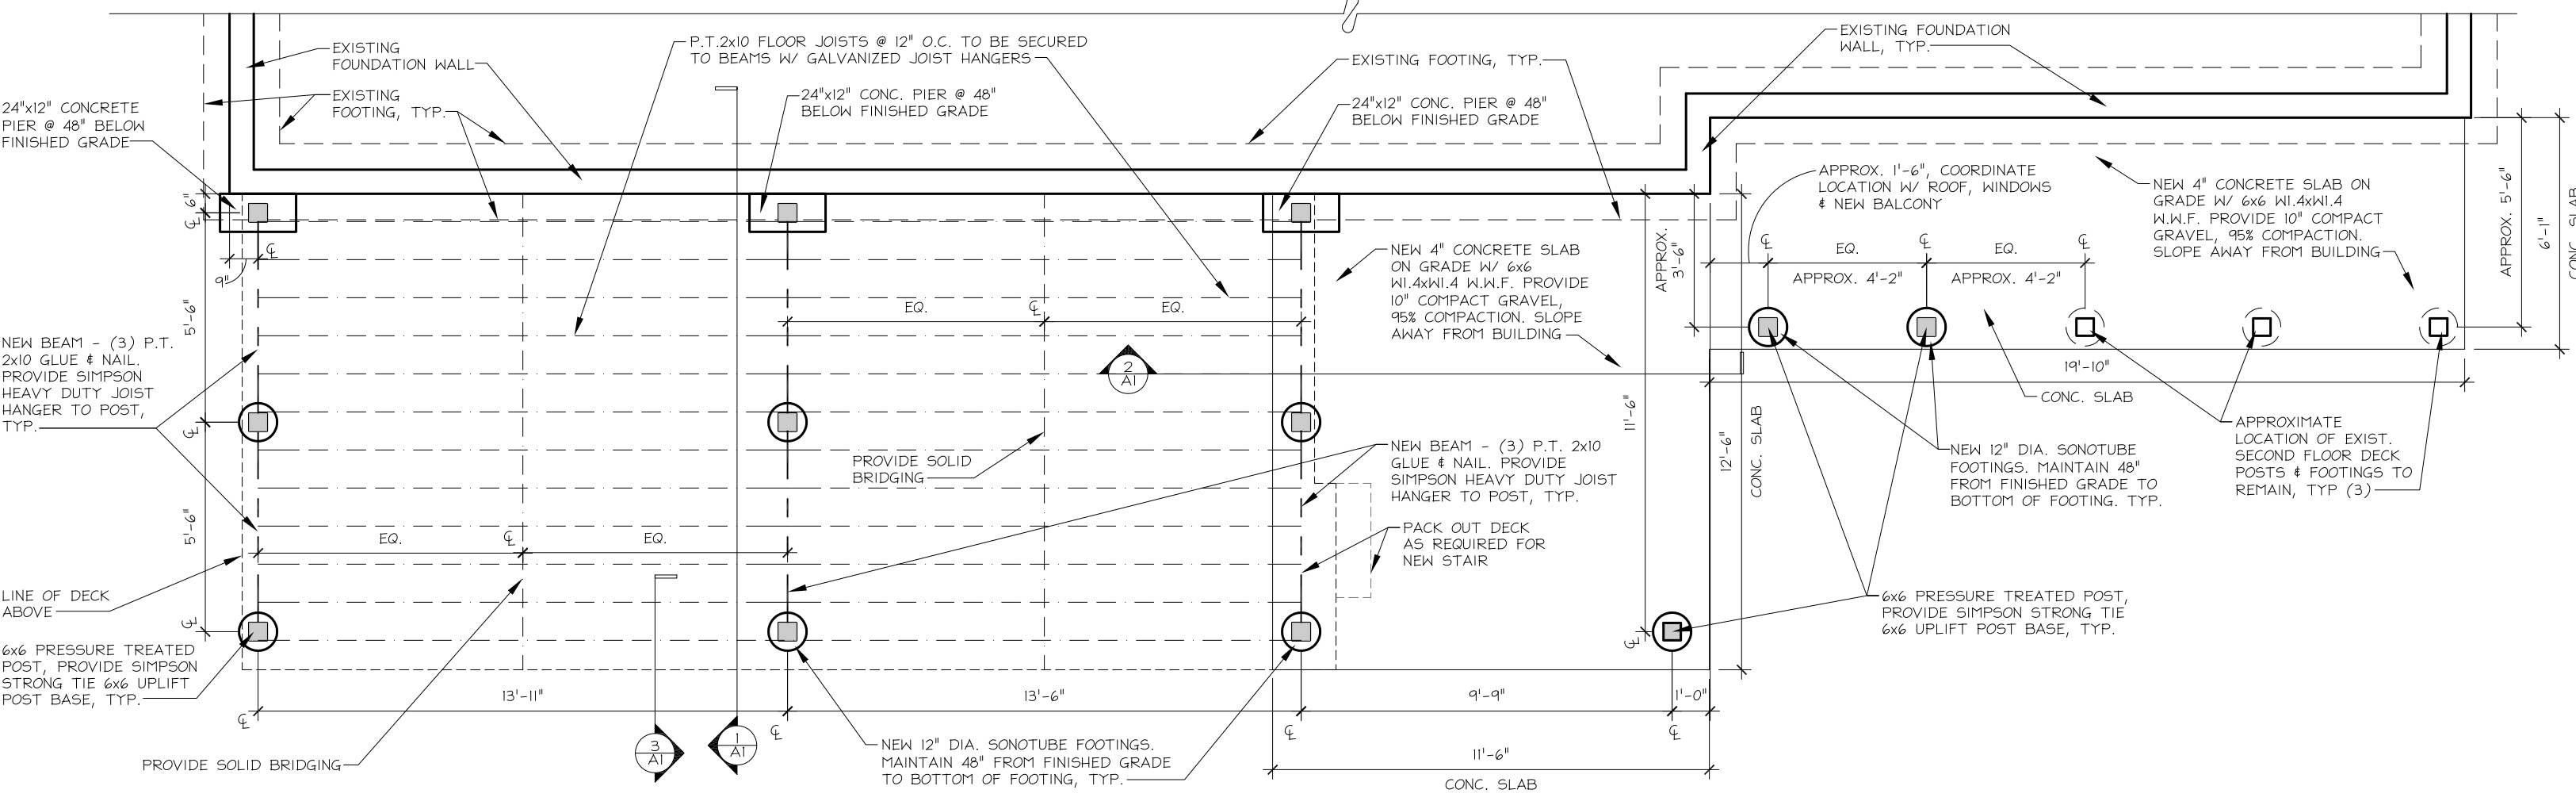 EXISTING
FOUNDATION WALL
EXISTING
FOOTING, TYP.
24"x12" CONCRETE
PIER @ 48" BELOW
FINISHED GRADE
P.T.2x10 FLOOR JOISTS @ 12" O.C. TO BE SECURED
TO BEAMS W/ GALVANIZED JOIST HANGERS
24"x12" CONC. PIER @ 48"
BELOW FINISHED GRADE
EXISTING FOOTING, TYP.
24"x12" CONC. PIER @ 48"
BELOW FINISHED GRADE
EXISTING FOUNDATION
WALL, TYP.
APPROX. 1'-6", COORDINATE
LOCATION W/ ROOF, WINDOWS
& NEW BALCONY
NEW 4" CONCRETE SLAB ON
GRADE W/ 6x6 W1.4xW1.4
W.W.F. PROVIDE 10" COMPACT
GRAVEL, 95% COMPACTION.
SLOPE AWAY FROM BUILDING
APPROX. 5'-6"
6'-1"
CONC. SLAB
9"
℄
℄
9"
5'-9"
NEW BEAM - (3) P.T.
2x10 GLUE & NAIL.
PROVIDE SIMPSON
HEAVY DUTY JOIST
HANGER TO POST,
TYP.
℄
5'-9"
EQ.
℄
EQ.
NEW 4" CONCRETE SLAB
ON GRADE W/ 6x6
W1.4xW1.4 W.W.F. PROVIDE
10" COMPACT GRAVEL,
95% COMPACTION. SLOPE
AWAY FROM BUILDING
APPROX.
3'-6"
℄
EQ.
℄
EQ.
℄
APPROX. 4'-2"
APPROX. 4'-2"
2
A1
19'-10"
CONC. SLAB
11'-6"
12'-6"
CONC. SLAB
APPROXIMATE
LOCATION OF EXIST.
SECOND FLOOR DECK
POSTS & FOOTINGS TO
REMAIN, TYP (3)
NEW 12" DIA. SONOTUBE
FOOTINGS. MAINTAIN 48"
FROM FINISHED GRADE TO
BOTTOM OF FOOTING. TYP.
PROVIDE SOLID
BRIDGING
NEW BEAM - (3) P.T. 2x10
GLUE & NAIL. PROVIDE
SIMPSON HEAVY DUTY JOIST
HANGER TO POST, TYP.
PACK OUT DECK
AS REQUIRED FOR
NEW STAIR
EQ.
℄
EQ.
LINE OF DECK
ABOVE
℄
6x6 PRESSURE TREATED
POST, PROVIDE SIMPSON
STRONG TIE 6x6 UPLIFT
POST BASE, TYP.
6x6 PRESSURE TREATED POST,
PROVIDE SIMPSON STRONG TIE
6x6 UPLIFT POST BASE, TYP.
℄
13'-11"
13'-6"
9'-9"
1'-0"
℄
℄
℄
℄
3
A1
1
A1
PROVIDE SOLID BRIDGING
NEW 12" DIA. SONOTUBE FOOTINGS.
MAINTAIN 48" FROM FINISHED GRADE
TO BOTTOM OF FOOTING, TYP.
11'-6"
CONC. SLAB